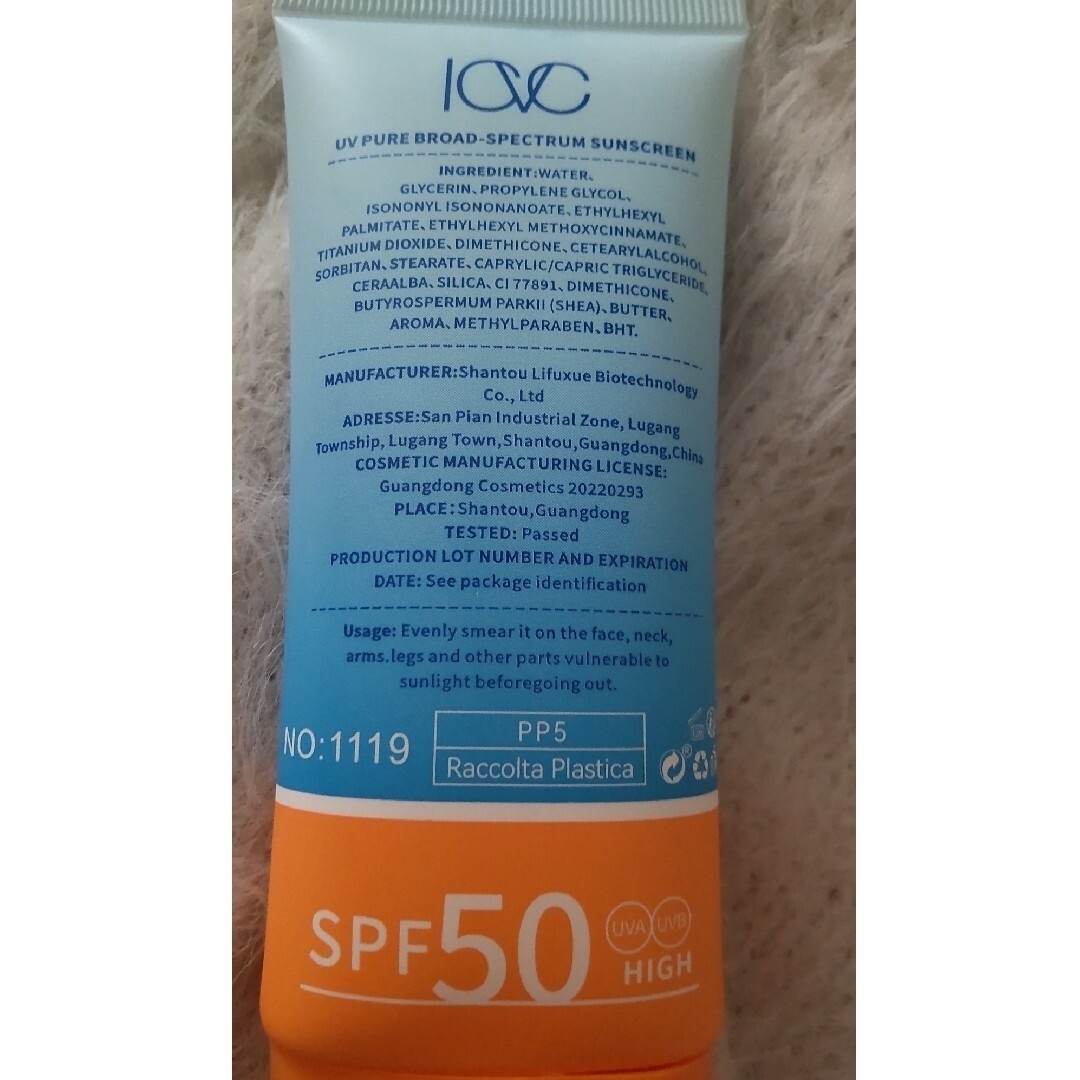 IOVC
UV PURE BROAD-SPECTRUM SUNSCREEN
INGREDIENT:WATER、
GLYCERIN、PROPYLENE GLYCOL、
ISONONYL ISONONANOATE、ETHYLHEXYL
PALMITATE、ETHYLHEXYL METHOXYCINNAMATE、
TITANIUM DIOXIDE、DIMETHICONE、CETEARYLALCOHOL、
SORBITAN、STEARATE、CAPRYLIC/CAPRIC TRIGLYCERIDE、
CERAALBA、SILICA、CI 77891、DIMETHICONE、
BUTYROSPERMUM PARKII (SHEA)、BUTTER、
AROMA、METHYLPARABEN、BHT.
MANUFACTURER:Shantou Lifuxue Biotechnology
Co., Ltd
ADRESSE:San Pian Industrial Zone, Lugang
Township, Lugang Town,Shantou,Guangdong,China
COSMETIC MANUFACTURING LICENSE:
Guangdong Cosmetics 20220293
PLACE:Shantou,Guangdong
TESTED: Passed
PRODUCTION LOT NUMBER AND EXPIRATION
DATE: See package identification
Usage: Evenly smear it on the face, neck,
arms.legs and other parts vulnerable to
sunlight beforegoing out.
NO:1119
PP5
Raccolta Plastica
SPF50
UVA UVB
HIGH